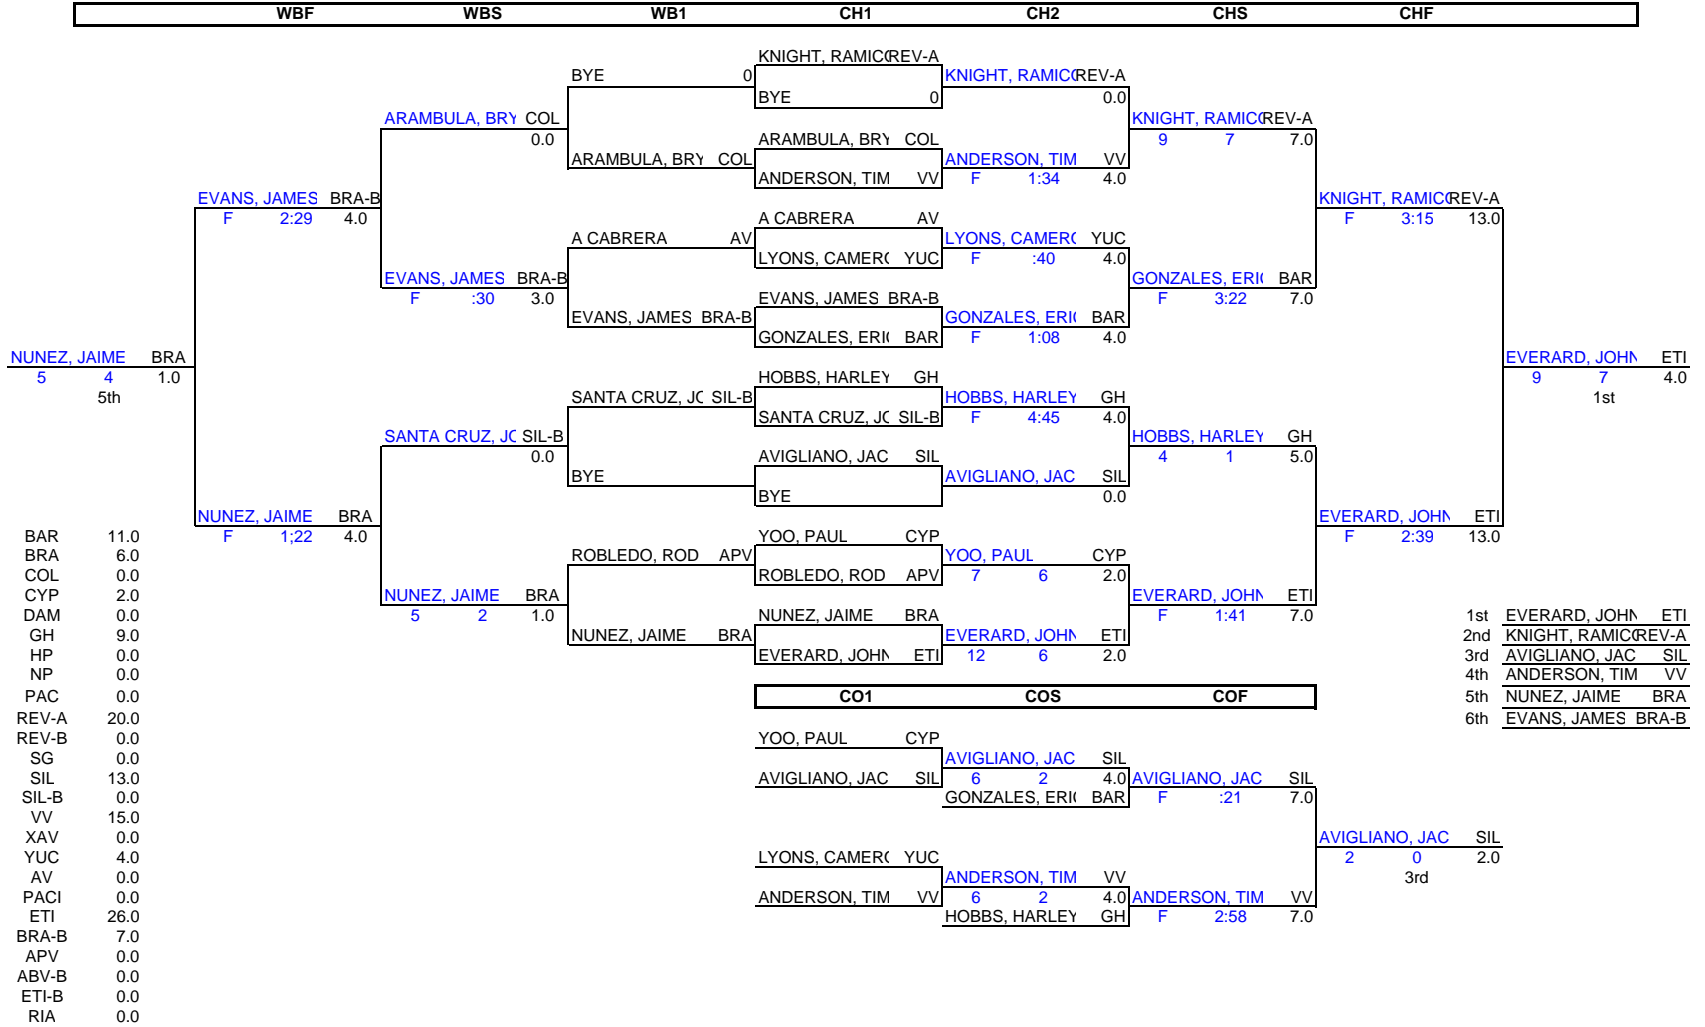 WBF WBS WB1 CH1 CH2 CHS CHF
KNIGHT, RAMICO REV-A
BYE 0 KNIGHT, RAMICO REV-A
BYE 0 0.0
ARAMBULA, BRY COL KNIGHT, RAMICO REV-A
0.0 ARAMBULA, BRY COL 9 7 7.0
ARAMBULA, BRY COL ANDERSON, TIM VV
ANDERSON, TIM VV F 1:34 4.0
EVANS, JAMES BRA-B KNIGHT, RAMICO REV-A
F 2:29 4.0 A CABRERA AV F 3:15 13.0
A CABRERA AV LYONS, CAMER YUC
LYONS, CAMER YUC F :40 4.0
EVANS, JAMES BRA-B GONZALES, ERI BAR
F :30 3.0 EVANS, JAMES BRA-B F 3:22 7.0
EVANS, JAMES BRA-B GONZALES, ERI BAR
GONZALES, ERI BAR F 1:08 4.0
NUNEZ, JAIME BRA EVERARD, JOHN ETI
5 4 1.0 HOBBS, HARLEY GH 9 7 4.0
5th SANTA CRUZ, JO SIL-B HOBBS, HARLEY GH 1st
SANTA CRUZ, JO SIL-B F 4:45 4.0
SANTA CRUZ, JO SIL-B HOBBS, HARLEY GH
0.0 AVIGLIANO, JAC SIL 4 1 5.0
BYE AVIGLIANO, JAC SIL
BYE 0.0
NUNEZ, JAIME BRA EVERARD, JOHN ETI
BAR 11.0 F 1;22 4.0 YOO, PAUL CYP F 2:39 13.0
BRA 6.0 ROBLEDO, ROD APV YOO, PAUL CYP
COL 0.0 ROBLEDO, ROD APV 7 6 2.0
CYP 2.0 NUNEZ, JAIME BRA EVERARD, JOHN ETI
DAM 0.0 5 2 1.0 NUNEZ, JAIME BRA F 1:41 7.0 1st EVERARD, JOHN ETI
GH 9.0 NUNEZ, JAIME BRA EVERARD, JOHN ETI 2nd KNIGHT, RAMICO REV-A
HP 0.0 EVERARD, JOHN ETI 12 6 2.0 3rd AVIGLIANO, JAC SIL
NP 0.0 4th ANDERSON, TIM VV
PAC 0.0 CO1 COS COF 5th NUNEZ, JAIME BRA
REV-A 20.0 6th EVANS, JAMES BRA-B
REV-B 0.0 YOO, PAUL CYP
SG 0.0 AVIGLIANO, JAC SIL
SIL 13.0 AVIGLIANO, JAC SIL 6 2 4.0 AVIGLIANO, JAC SIL
SIL-B 0.0 GONZALES, ERI BAR F :21 7.0
VV 15.0
XAV 0.0 AVIGLIANO, JAC SIL
YUC 4.0 LYONS, CAMER YUC 2 0 2.0
AV 0.0 ANDERSON, TIM VV 3rd
PACI 0.0 ANDERSON, TIM VV 6 2 4.0 ANDERSON, TIM VV
ETI 26.0 HOBBS, HARLEY GH F 2:58 7.0
BRA-B 7.0
APV 0.0
ABV-B 0.0
ETI-B 0.0
RIA 0.0